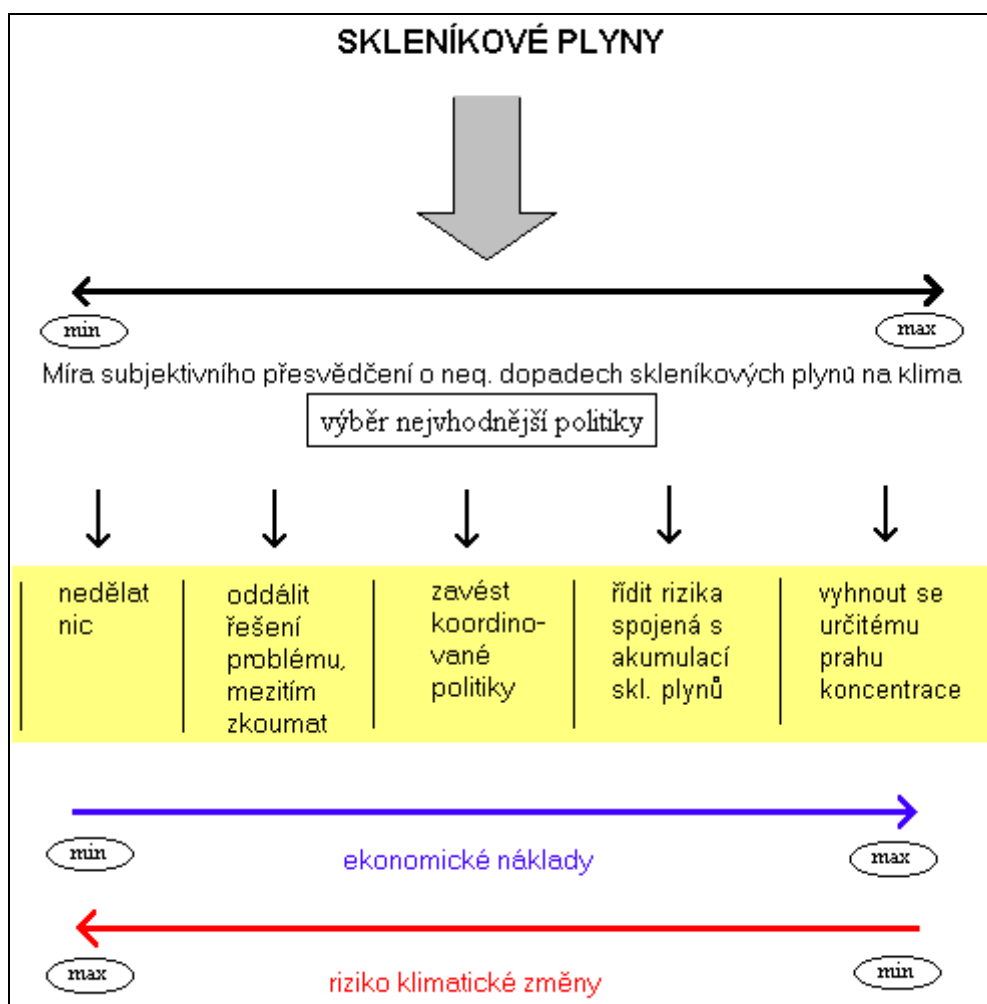 SKLENÍKOVÉ PLYNY
min
max
Míra subjektivního přesvědčení o neq. dopadech skleníkových plynů na klima
výběr nejvhodnější politiky
nedělat
nic
oddálit
řešení
problému,
mezitím
zkoumat
zavést
koordino-
vané
politiky
řídit rizika
spojená s
akumulací
skl. plynů
vyhnout se
určitému
prahu
koncentrace
min
ekonomické náklady
max
max
riziko klimatické změny
min